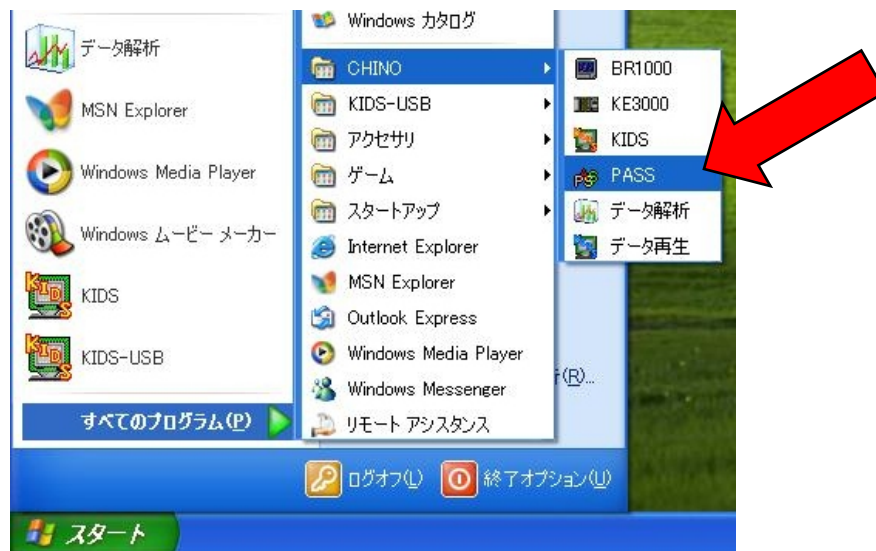 データ解析
MSN Explorer
Windows Media Player
Windows ムービー メーカー
KIDS
KIDS-USB
すべてのプログラム(P)
Windows カタログ
CHINO
KIDS-USB
アクセサリ
ゲーム
スタートアップ
Internet Explorer
MSN Explorer
Outlook Express
Windows Media Player
Windows Messenger
リモート アシスタンス
BR1000
KE3000
KIDS
PASS
データ解析
データ再生
(R)...
ログオフ(L)
終了オプション(U)
スタート